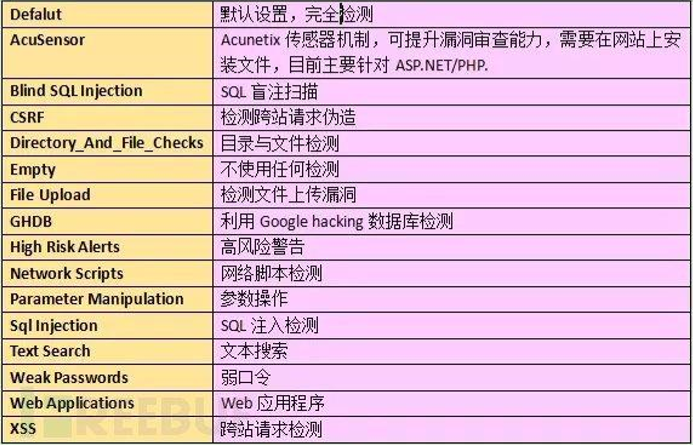 Defalut 默认设置，完全检测
AcuSensor Acunetix 传感器机制，可提升漏洞审查能力，需要在网站上安
装文件，目前主要针对 ASP.NET/PHP.
Blind SQL Injection SQL 盲注扫描
CSRF 检测跨站请求伪造
Directory_And_File_Checks 目录与文件检测
Empty 不使用任何检测
File Upload 检测文件上传漏洞
GHDB 利用 Google hacking 数据库检测
High Risk Alerts 高风险警告
Network Scripts 网络脚本检测
Parameter Manipulation 参数操作
Sql Injection SQL 注入检测
Text Search 文本搜索
Weak Passwords 弱口令
Web Applications Web 应用程序
XSS 跨站请求检测